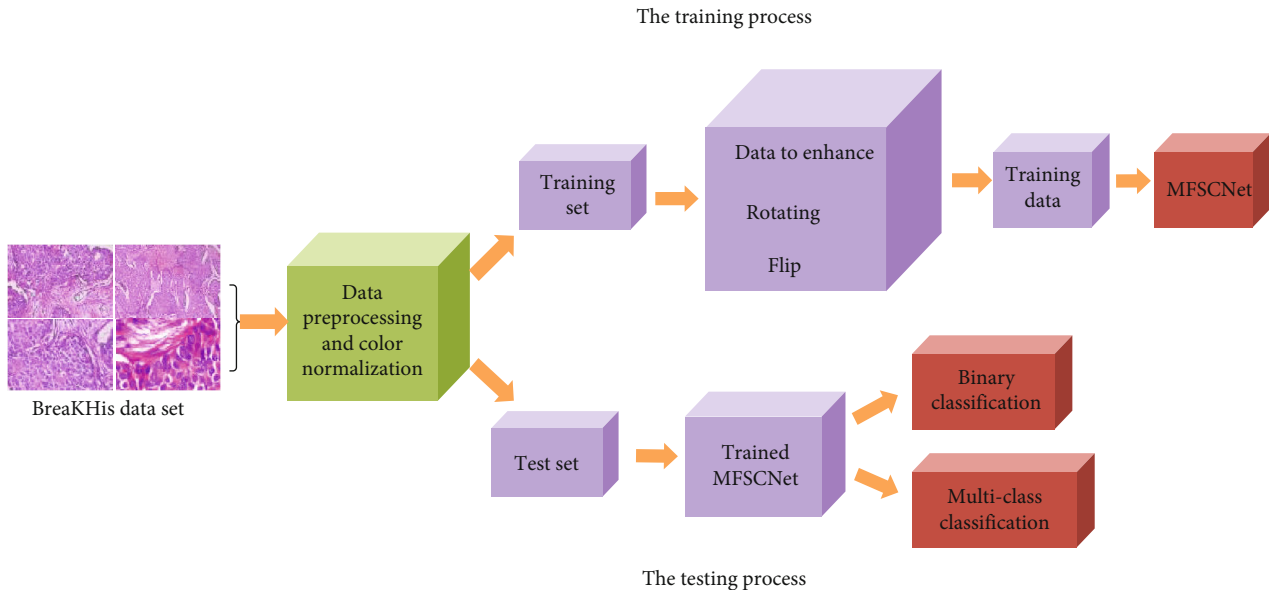 The training process
Training
set
Data to enhance
Rotating
Flip
Training
data
MFSCNet
BreaKHis data set
Data
preprocessing
and color
normalization
Test set
Trained
MFSCNet
Binary
classification
Multi-class
classification
The testing process